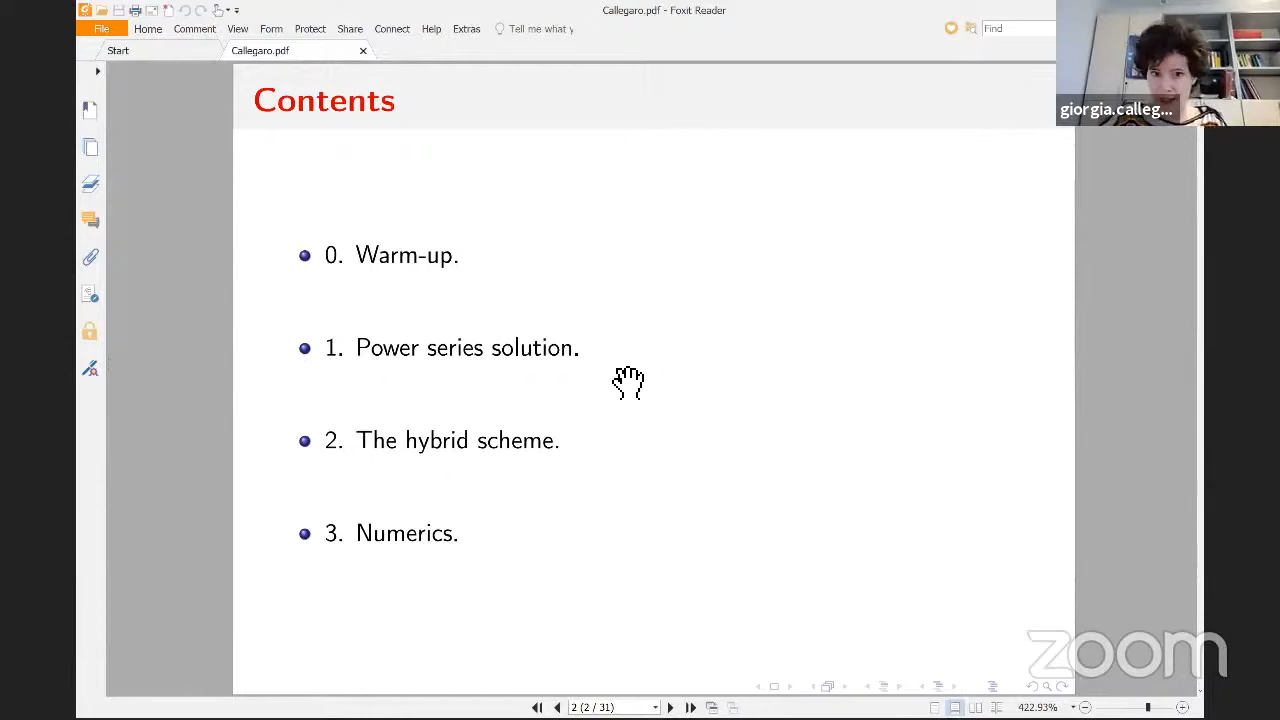 Callegaro.pdf - Foxit Reader
File Home Comment View Form Protect Share Connect Help Extras Tell me what y Find
Start Callegaro.pdf
Contents
giorgia.calleg...
0. Warm-up.
1. Power series solution.
2. The hybrid scheme.
3. Numerics.
zoom
2 (2 / 31) 422.93%